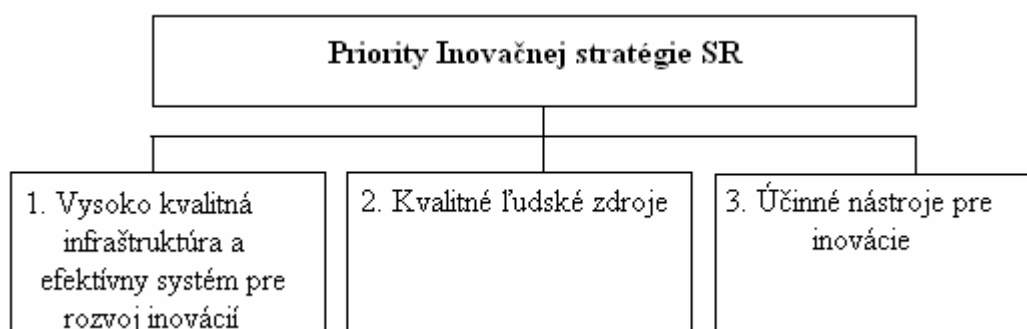 Priority Inovačnej stratégie SR
1. Vysoko kvalitná
infraštruktúra a
efektívny systém pre
rozvoj inovácií
2. Kvalitné ľudské zdroje
3. Účinné nástroje pre
inovácie